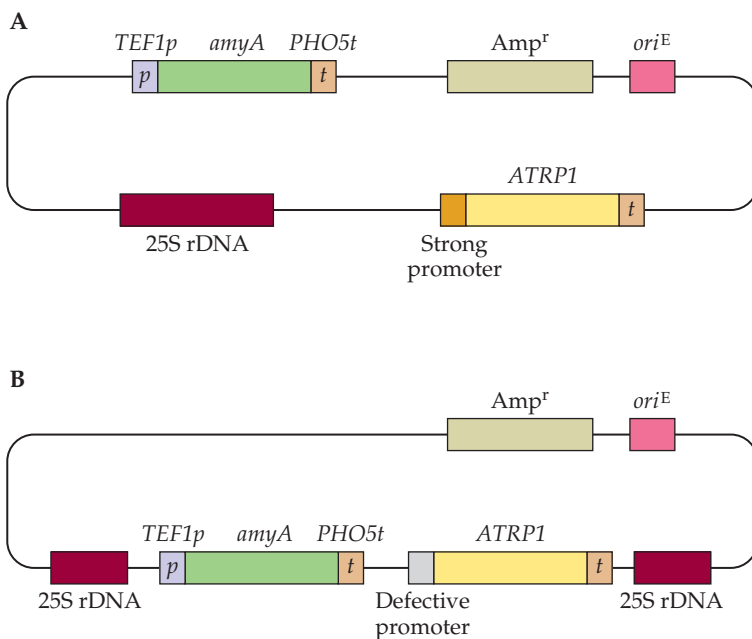 A
TEF1p amyA PHO5t Ampʳ oriᴱ
p t
ATRP1
t
25S rDNA Strong
promoter
B
Ampʳ oriᴱ
TEF1p amyA PHO5t ATRP1
p t t
25S rDNA Defective 25S rDNA
promoter